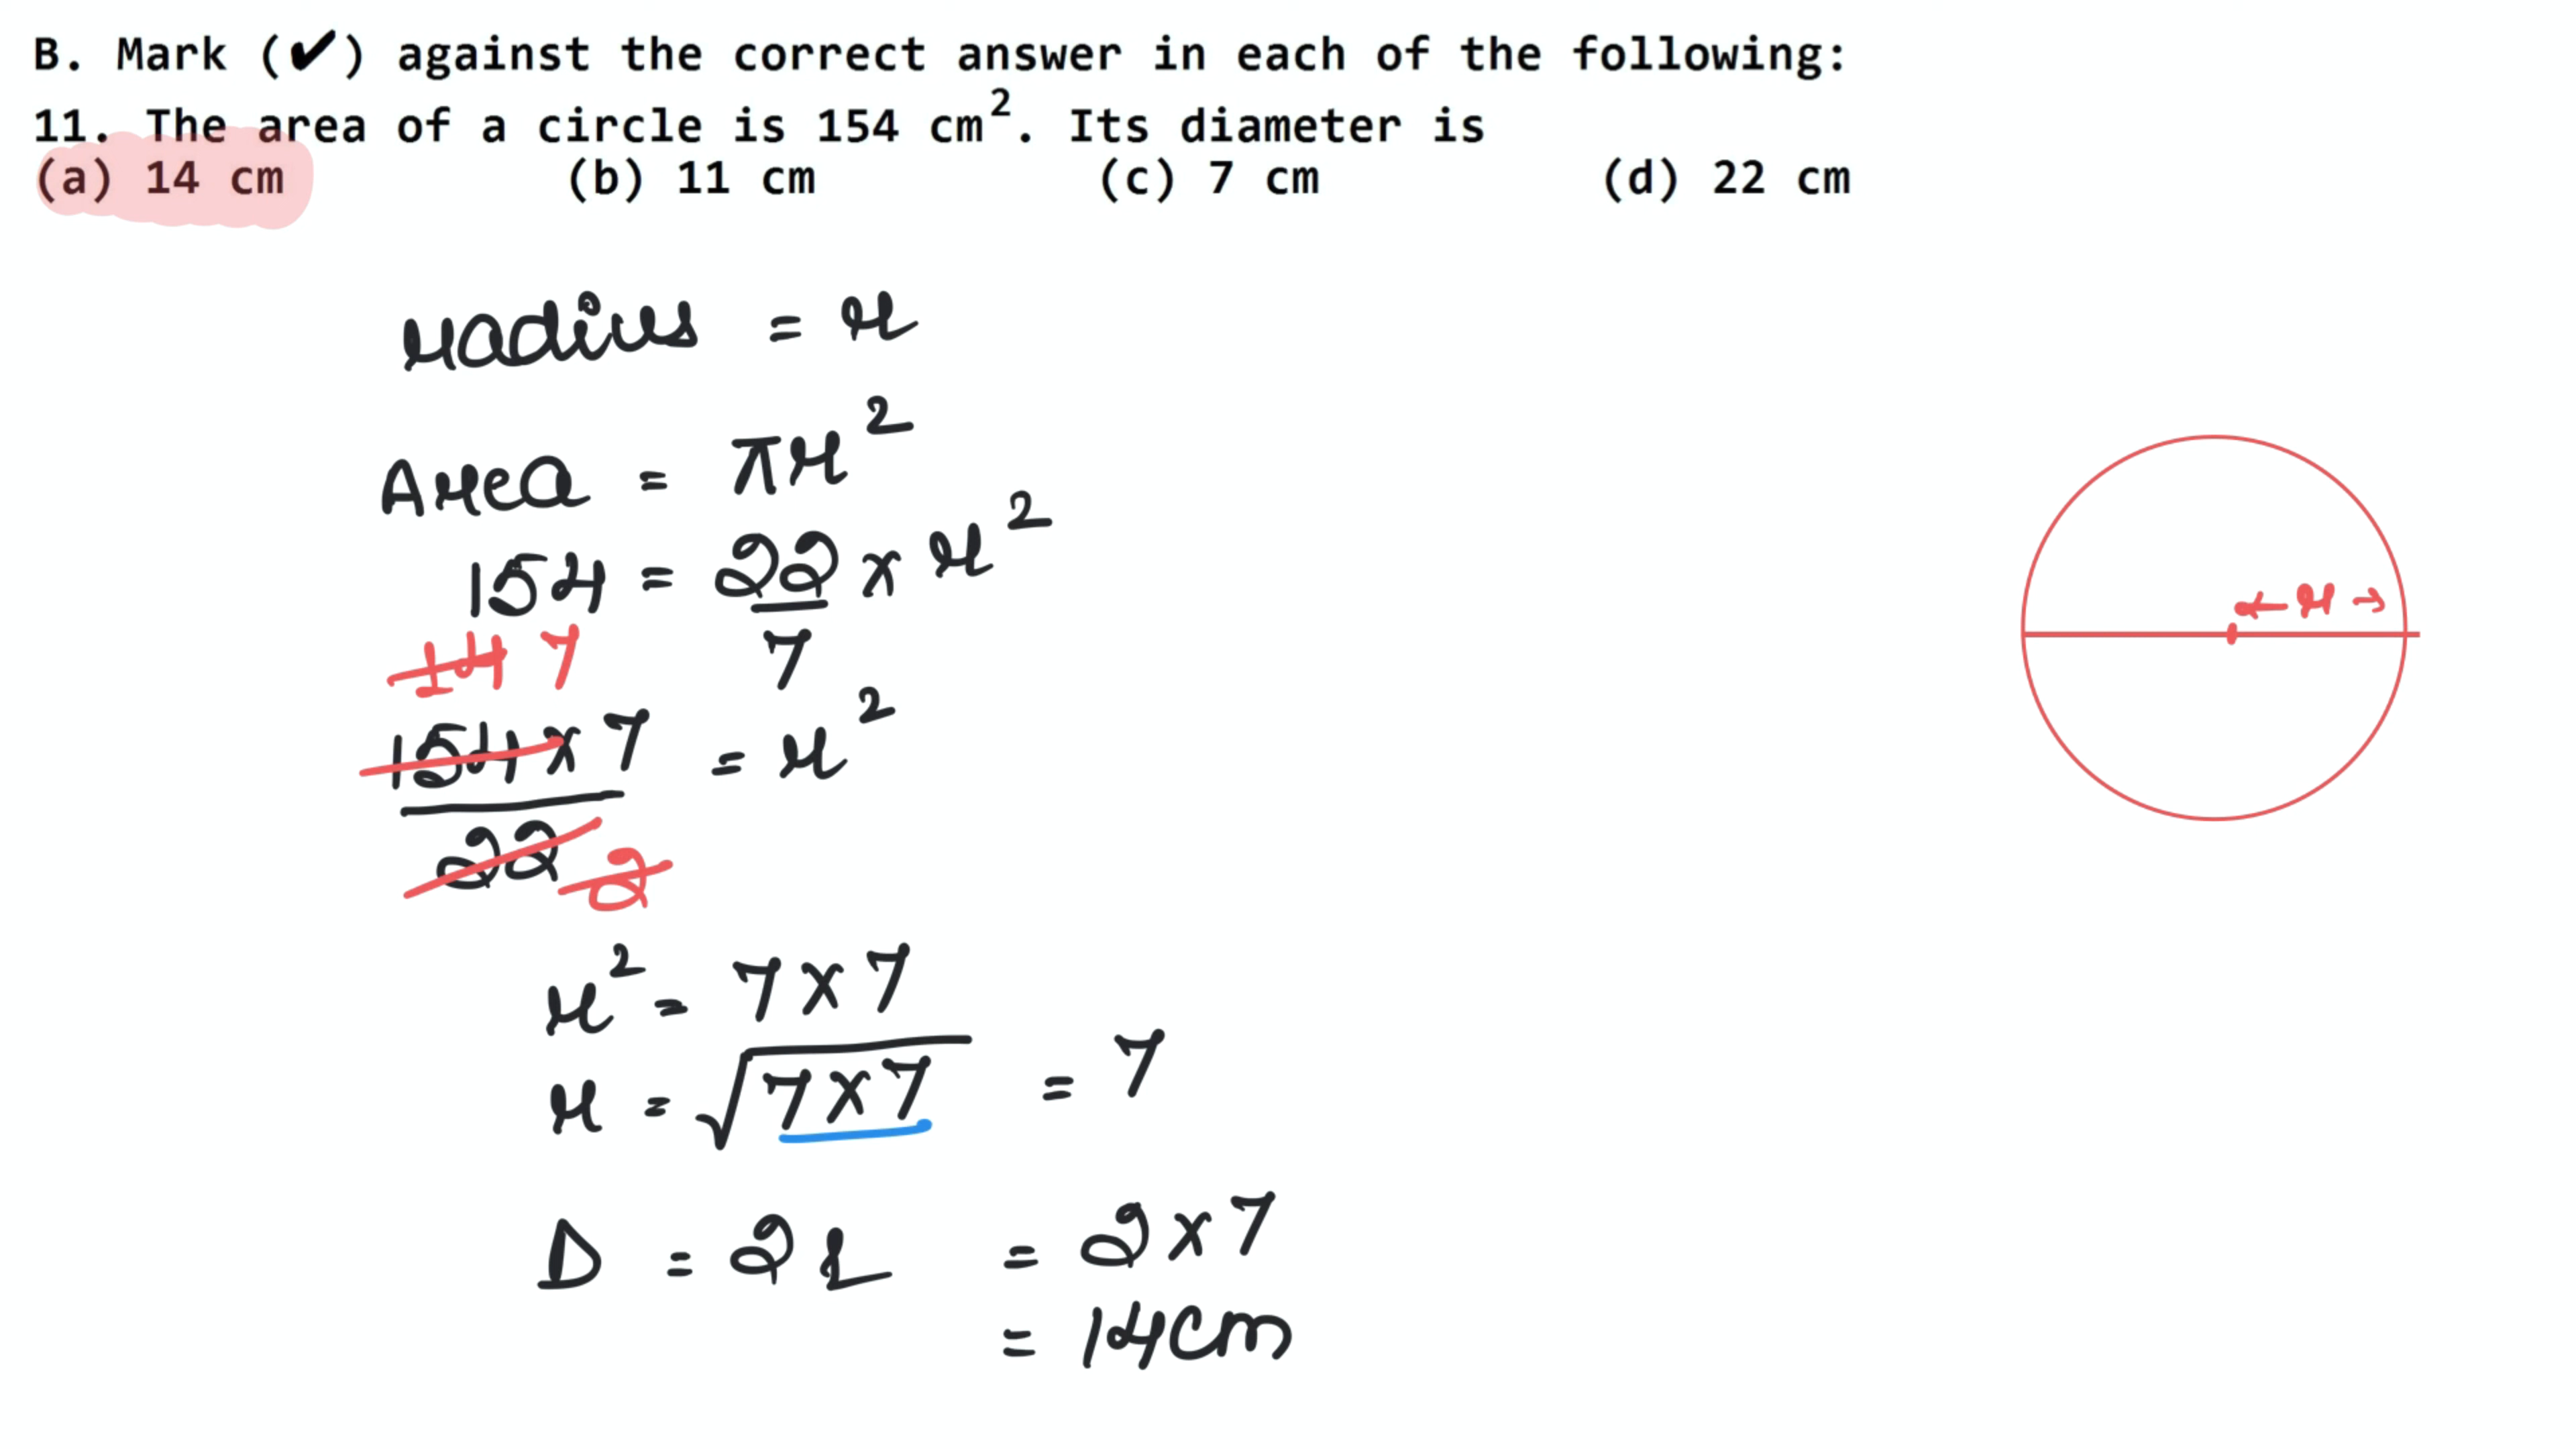 B. Mark (✔) against the correct answer in each of the following:
11. The area of a circle is 154 cm². Its diameter is
(a) 14 cm (b) 11 cm (c) 7 cm (d) 22 cm
radius = r
Area = πr²
154 = 22/7 × r²
14 7
154 × 7 / 22 = r²
2
← r →
r² = 7 × 7
r = √7×7 = 7
D = 2r = 2 × 7
= 14cm